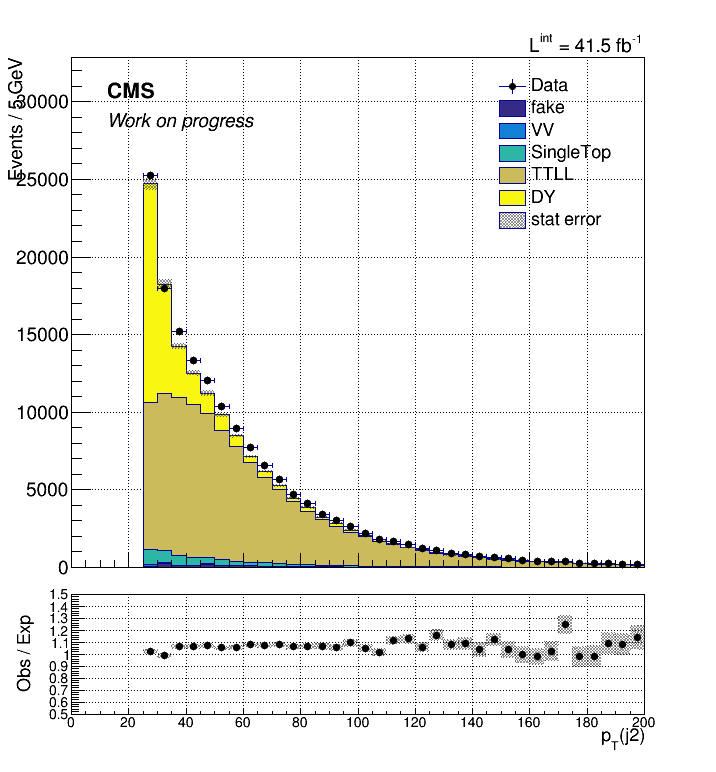 L^int = 41.5 fb^-1
Events / 5 GeV
CMS
Work on progress
Data
fake
VV
SingleTop
TTLL
DY
stat error
30000
25000
20000
15000
10000
5000
0
Obs / Exp
1.5
1.4
1.3
1.2
1.1
1
0.9
0.8
0.7
0.6
0.5
0 20 40 60 80 100 120 140 160 180 200
p_T(j2)